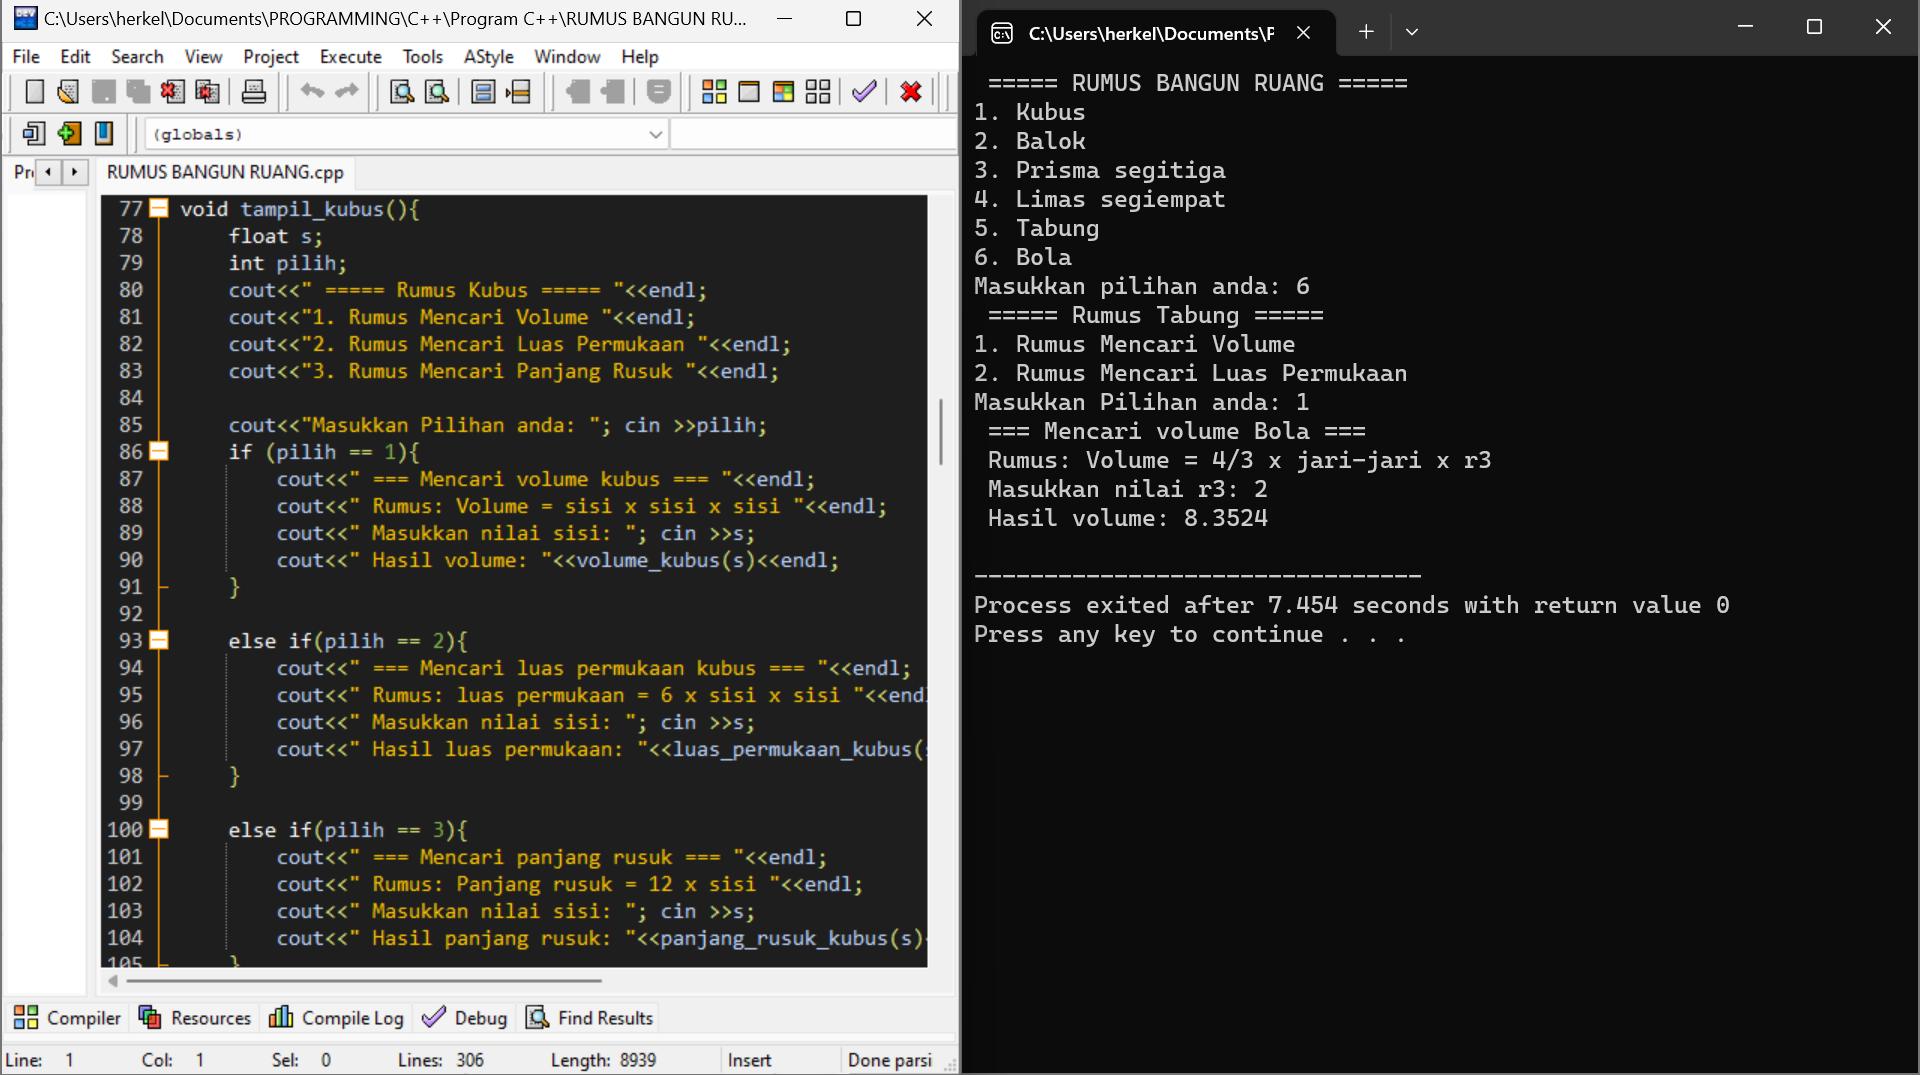 C:\Users\herkel\Documents\PROGRAMMING\C++\Program C++\RUMUS BANGUN RU...
File Edit Search View Project Execute Tools AStyle Window Help
(globals)
RUMUS BANGUN RUANG.cpp
77 void tampil_kubus(){
78 float s;
79 int pilih;
80 cout<<" ===== Rumus Kubus ===== "<<endl;
81 cout<<"1. Rumus Mencari Volume "<<endl;
82 cout<<"2. Rumus Mencari Luas Permukaan "<<endl;
83 cout<<"3. Rumus Mencari Panjang Rusuk "<<endl;
84
85 cout<<"Masukkan Pilihan anda: "; cin >>pilih;
86 if (pilih == 1){
87 cout<<" === Mencari volume kubus === "<<endl;
88 cout<<" Rumus: Volume = sisi x sisi x sisi "<<endl;
89 cout<<" Masukkan nilai sisi: "; cin >>s;
90 cout<<" Hasil volume: "<<volume_kubus(s)<<endl;
91 }
92
93 else if(pilih == 2){
94 cout<<" === Mencari luas permukaan kubus === "<<endl;
95 cout<<" Rumus: luas permukaan = 6 x sisi x sisi "<<endl
96 cout<<" Masukkan nilai sisi: "; cin >>s;
97 cout<<" Hasil luas permukaan: "<<luas_permukaan_kubus(
98 }
99
100 else if(pilih == 3){
101 cout<<" === Mencari panjang rusuk === "<<endl;
102 cout<<" Rumus: Panjang rusuk = 12 x sisi "<<endl;
103 cout<<" Masukkan nilai sisi: "; cin >>s;
104 cout<<" Hasil panjang rusuk: "<<panjang_rusuk_kubus(s)
105 }
Compiler Resources Compile Log Debug Find Results
Line: 1 Col: 1 Sel: 0 Lines: 306 Length: 8939 Insert Done parsi
C:\Users\herkel\Documents\F
===== RUMUS BANGUN RUANG =====
1. Kubus
2. Balok
3. Prisma segitiga
4. Limas segiempat
5. Tabung
6. Bola
Masukkan pilihan anda: 6
===== Rumus Tabung =====
1. Rumus Mencari Volume
2. Rumus Mencari Luas Permukaan
Masukkan Pilihan anda: 1
=== Mencari volume Bola ===
Rumus: Volume = 4/3 x jari-jari x r3
Masukkan nilai r3: 2
Hasil volume: 8.3524
--------------------------------
Process exited after 7.454 seconds with return value 0
Press any key to continue . . .